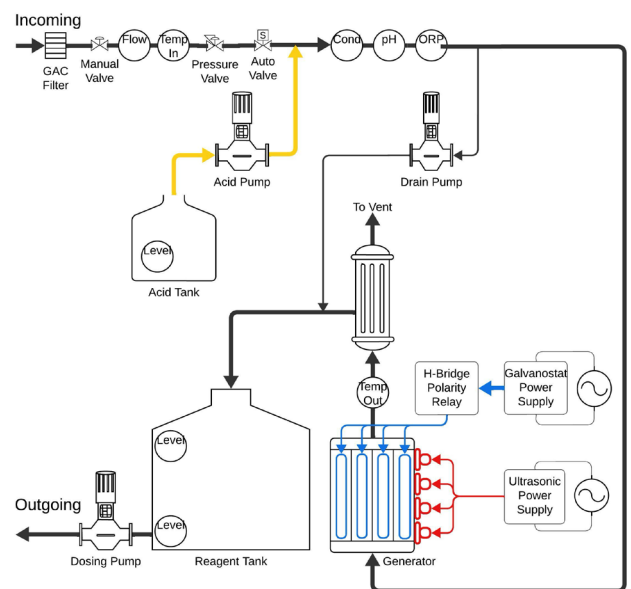 Incoming
GAC
Filter
Manual
Valve
Flow
Temp
In
Pressure
Valve
S
Auto
Valve
Cond
pH
ORP
Acid Pump
Drain Pump
Level
Acid Tank
To Vent
Temp
Out
H-Bridge
Polarity
Relay
Galvanostat
Power
Supply
Level
Ultrasonic
Power
Supply
Outgoing
Level
Dosing Pump
Reagent Tank
Generator